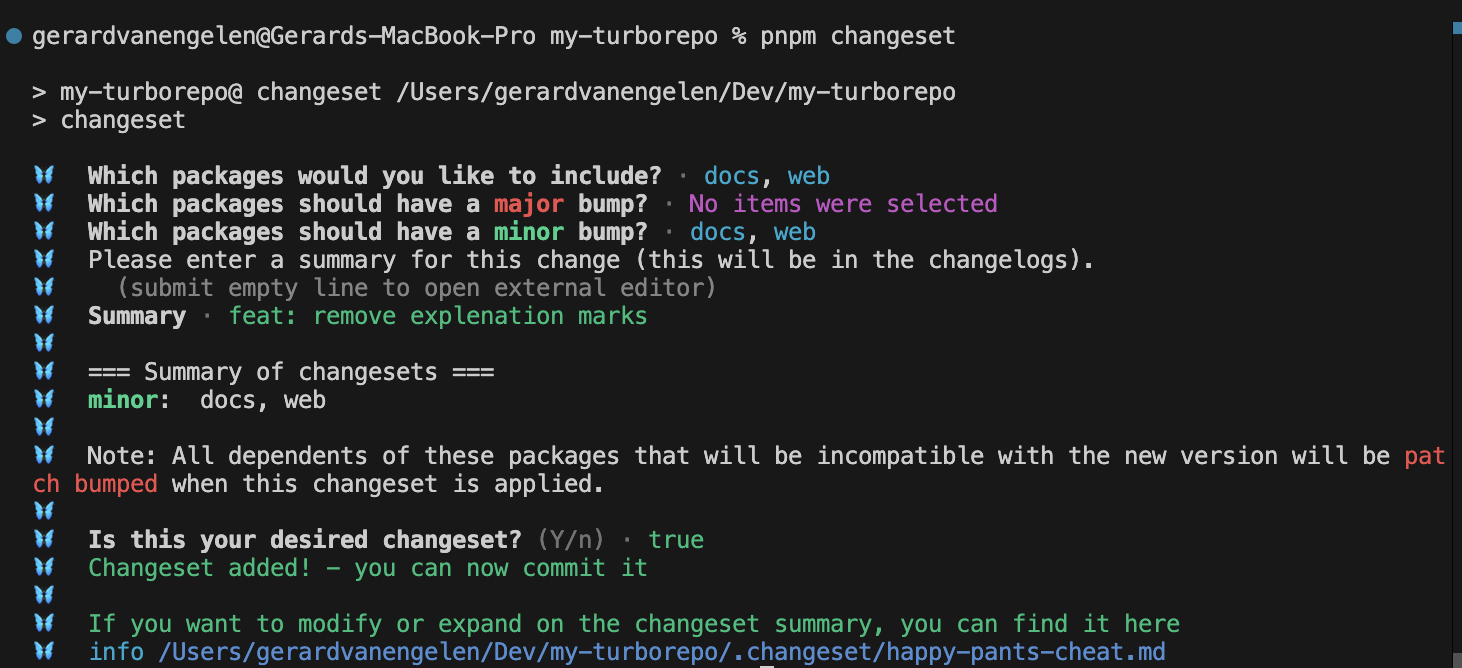 gerardvanengelen@Gerards-MacBook-Pro my-turborepo % pnpm changeset
> my-turborepo@ changeset /Users/gerardvanengelen/Dev/my-turborepo
> changeset
Which packages would you like to include? · docs, web
Which packages should have a major bump? · No items were selected
Which packages should have a minor bump? · docs, web
Please enter a summary for this change (this will be in the changelogs).
(submit empty line to open external editor)
Summary · feat: remove explenation marks
=== Summary of changesets ===
minor:  docs, web
Note: All dependents of these packages that will be incompatible with the new version will be pat
ch bumped when this changeset is applied.
Is this your desired changeset? (Y/n) · true
Changeset added! - you can now commit it
If you want to modify or expand on the changeset summary, you can find it here
info /Users/gerardvanengelen/Dev/my-turborepo/.changeset/happy-pants-cheat.md